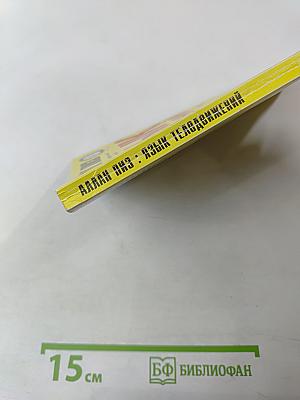 АЛЛАН ПИЗ : ЯЗЫК ТЕЛОДВИЖЕНИЙ
15 см
БФ БИБЛИОФАН